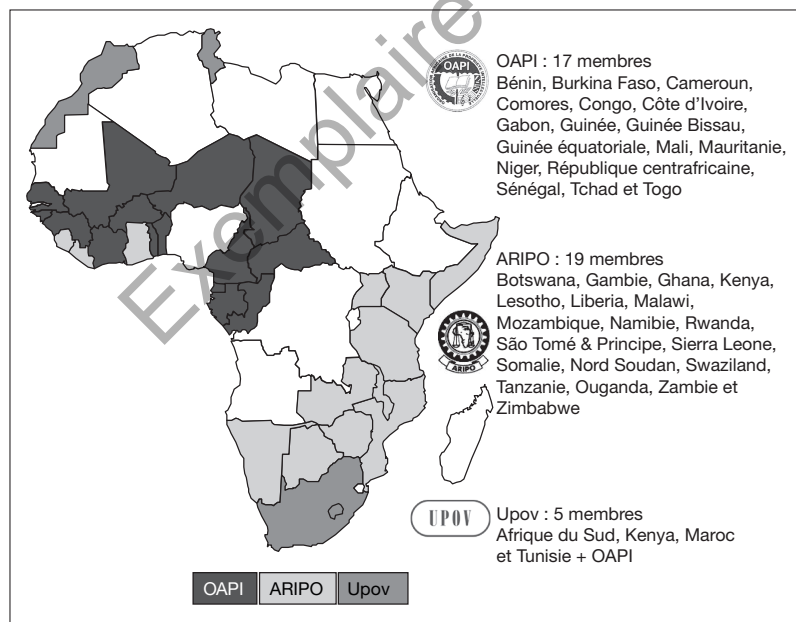 Exemplaire
OAPI
OAPI : 17 membres
Bénin, Burkina Faso, Cameroun,
Comores, Congo, Côte d'Ivoire,
Gabon, Guinée, Guinée Bissau,
Guinée équatoriale, Mali, Mauritanie,
Niger, République centrafricaine,
Sénégal, Tchad et Togo
ARIPO : 19 membres
Botswana, Gambie, Ghana, Kenya,
Lesotho, Liberia, Malawi,
Mozambique, Namibie, Rwanda,
São Tomé & Principe, Sierra Leone,
Somalie, Nord Soudan, Swaziland,
Tanzanie, Ouganda, Zambie et
Zimbabwe
ARIPO
UPOV
Upov : 5 membres
Afrique du Sud, Kenya, Maroc
et Tunisie + OAPI
OAPI ARIPO Upov